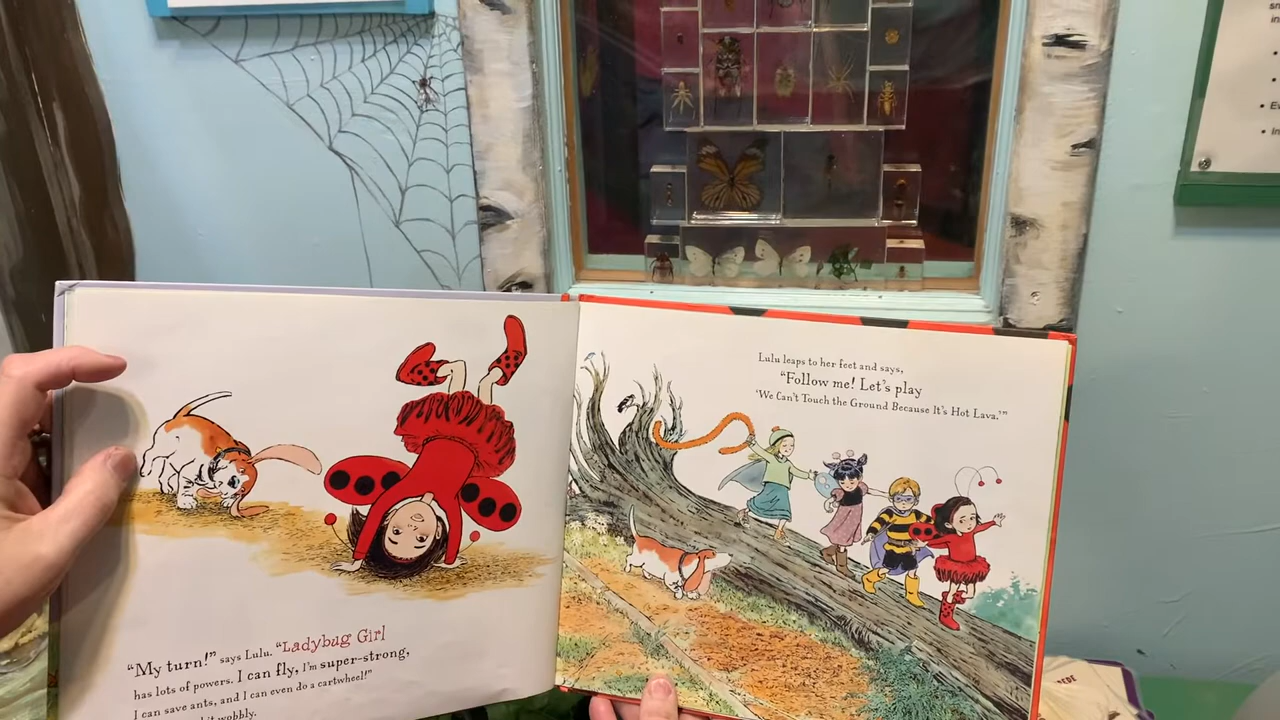 "My turn!" says Lulu. "Ladybug Girl
has lots of powers. I can fly, I'm super-strong,
I can save ants, and I can even do a cartwheel!"
wobbly.
Lulu leaps to her feet and says,
"Follow me! Let's play
'We Can't Touch the Ground Because It's Hot Lava.'"